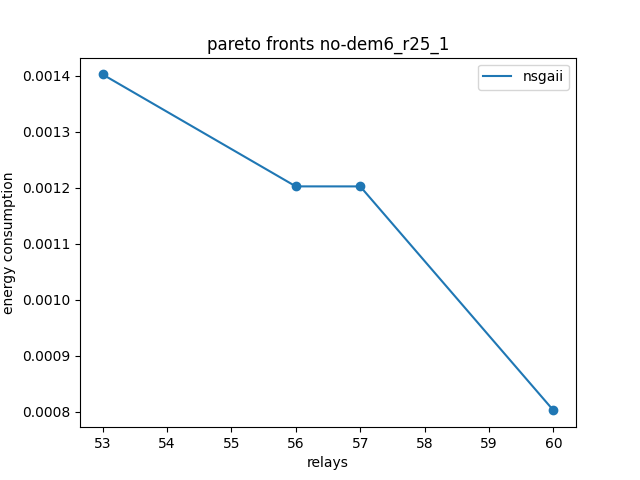 pareto fronts no-dem6_r25_1
nsgaii
0.0014
0.0013
0.0012
0.0011
0.0010
0.0009
0.0008
energy consumption
53 54 55 56 57 58 59 60
relays